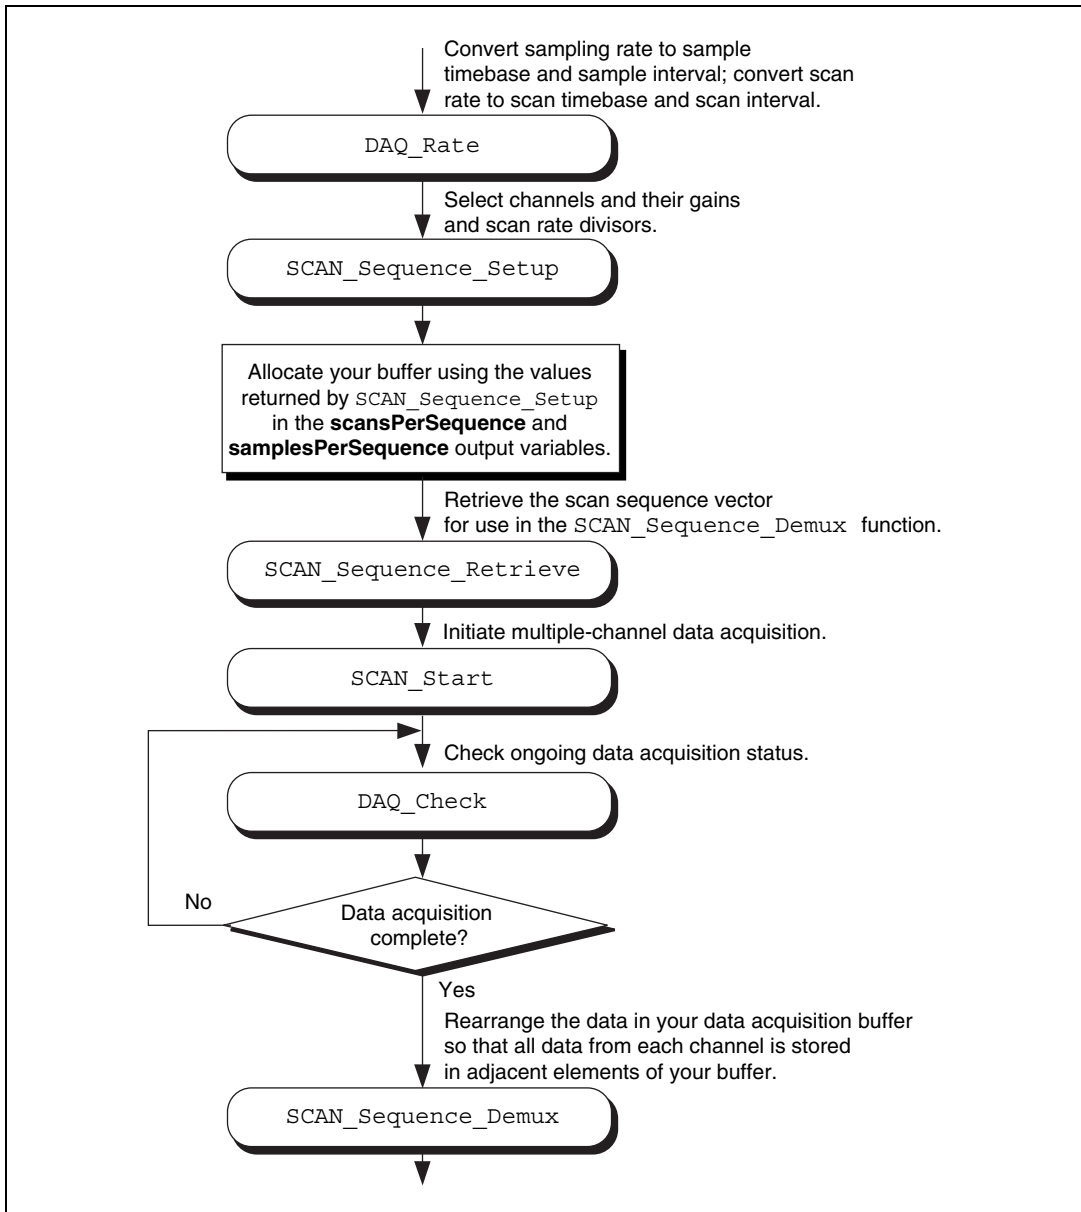 Convert sampling rate to sample
timebase and sample interval; convert scan
rate to scan timebase and scan interval.
DAQ_Rate
Select channels and their gains
and scan rate divisors.
SCAN_Sequence_Setup
Allocate your buffer using the values
returned by SCAN_Sequence_Setup
in the scansPerSequence and
samplesPerSequence output variables.
Retrieve the scan sequence vector
for use in the SCAN_Sequence_Demux function.
SCAN_Sequence_Retrieve
Initiate multiple-channel data acquisition.
SCAN_Start
Check ongoing data acquisition status.
DAQ_Check
No
Data acquisition
complete?
Yes
Rearrange the data in your data acquisition buffer
so that all data from each channel is stored
in adjacent elements of your buffer.
SCAN_Sequence_Demux